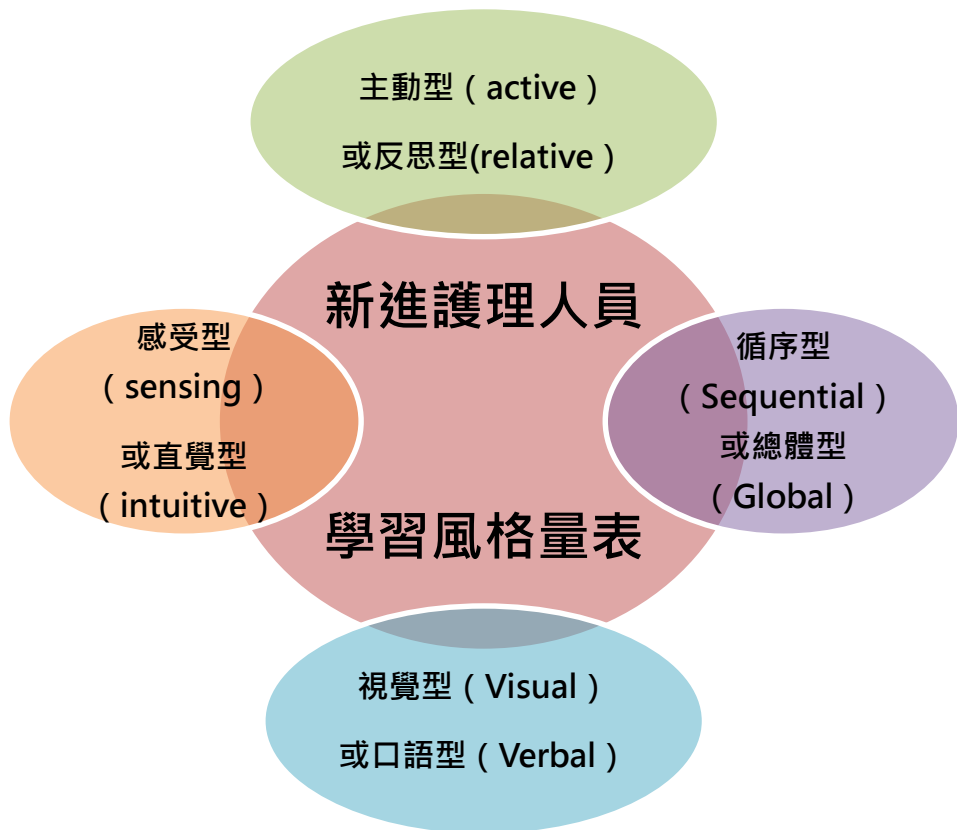 主動型（active）
或反思型(relative）
新進護理人員
感受型
（sensing）
或直覺型
（intuitive）
循序型
（Sequential）
或總體型
（Global）
學習風格量表
視覺型（Visual）
或口語型（Verbal）